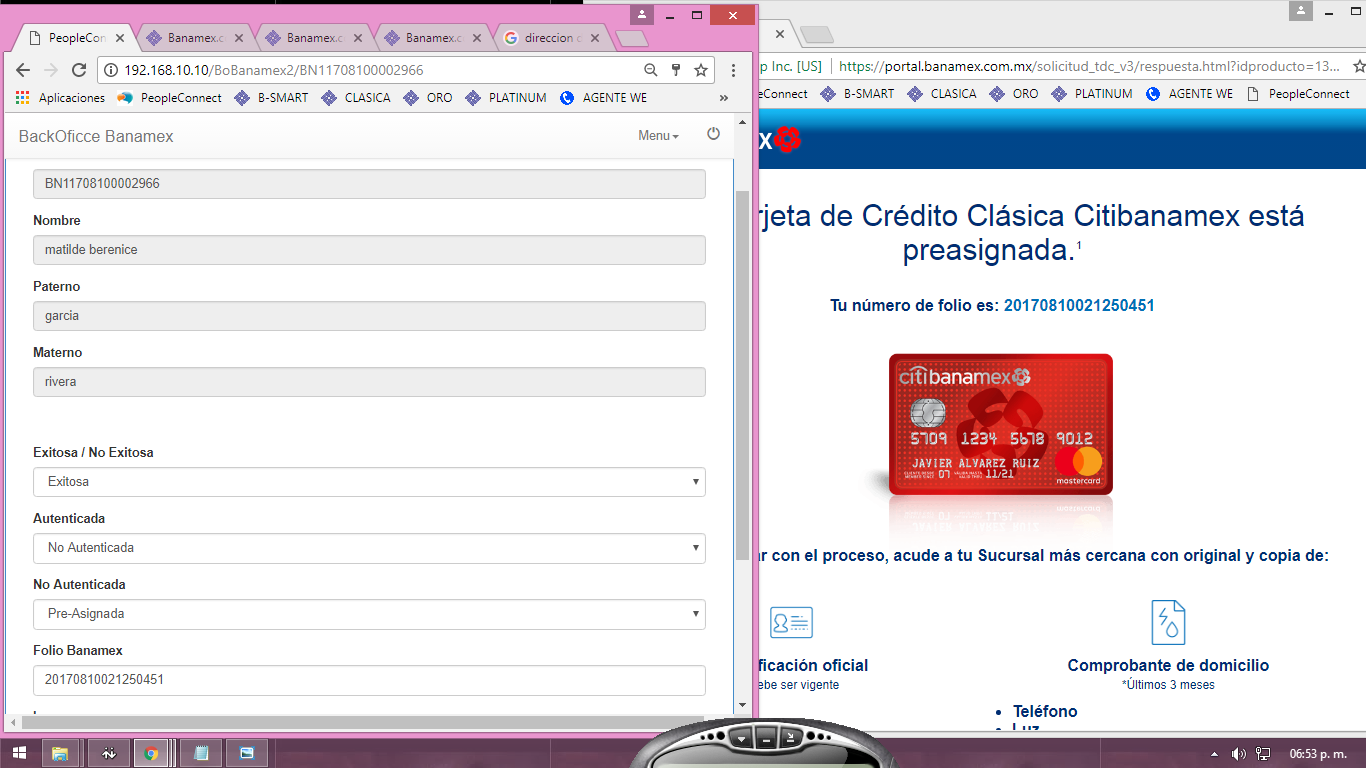 PeopleCon
Banamex.c
Banamex.c
Banamex.c
direccion
192.168.10.10/BoBanamex2/BN11708100002966
Aplicaciones
PeopleConnect
B-SMART
CLASICA
ORO
PLATINUM
AGENTE WE
»
BackOficce Banamex
Menu
BN11708100002966
Nombre
matilde berenice
Paterno
garcia
Materno
rivera
Exitosa / No Exitosa
Exitosa
Autenticada
No Autenticada
No Autenticada
Pre-Asignada
Folio Banamex
20170810021250451
p Inc. [US]
https://portal.banamex.com.mx/solicitud_tdc_v3/respuesta.html?idproducto=13...
eConnect
B-SMART
CLASICA
ORO
PLATINUM
AGENTE WE
PeopleConnect
x
rjeta de Crédito Clásica Citibanamex está
preasignada.1
Tu número de folio es: 20170810021250451
citibanamex
5709 1234 5678 9012
JAVIER ALVAREZ RUIZ
07 11/21
mastercard
ar con el proceso, acude a tu Sucursal más cercana con original y copia de:
ficación oficial
ebe ser vigente
Comprobante de domicilio
*Últimos 3 meses
• Teléfono
• Luz
06:53 p. m.